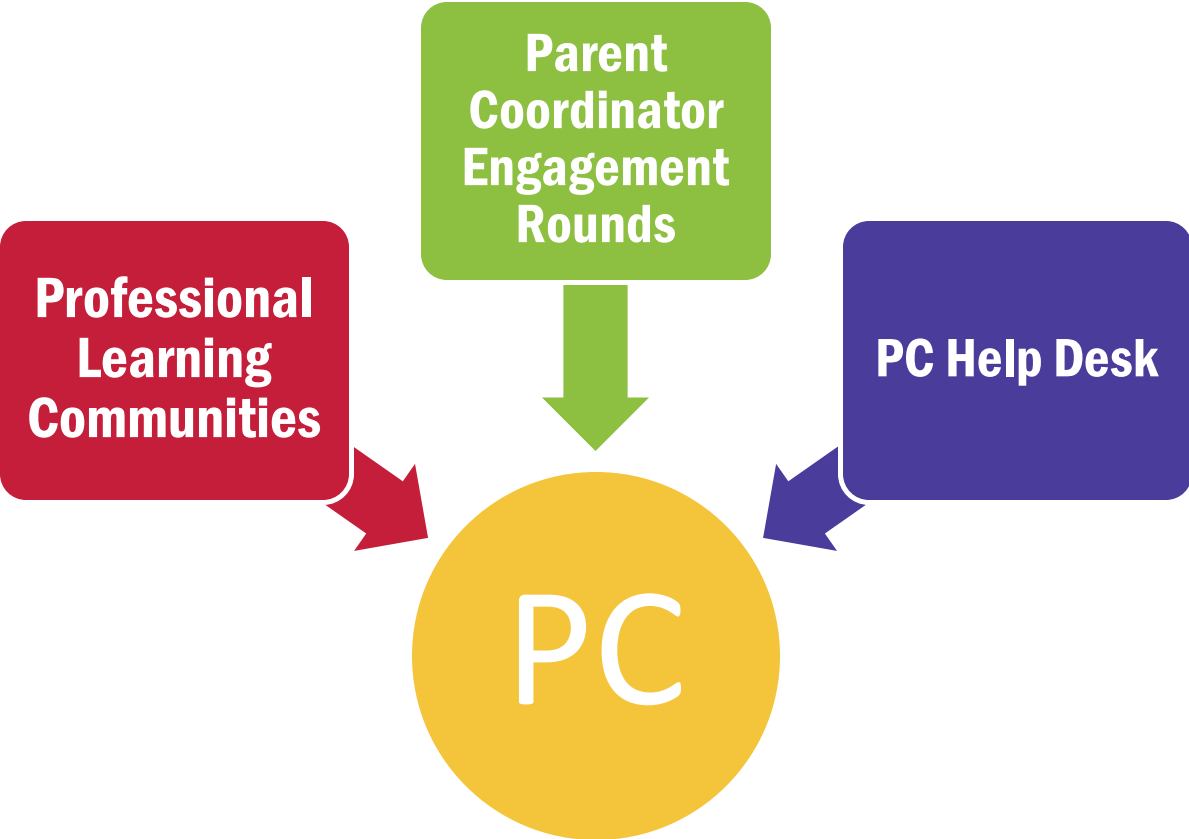 Parent
Coordinator
Engagement
Rounds
Professional
Learning
Communities
PC Help Desk
PC